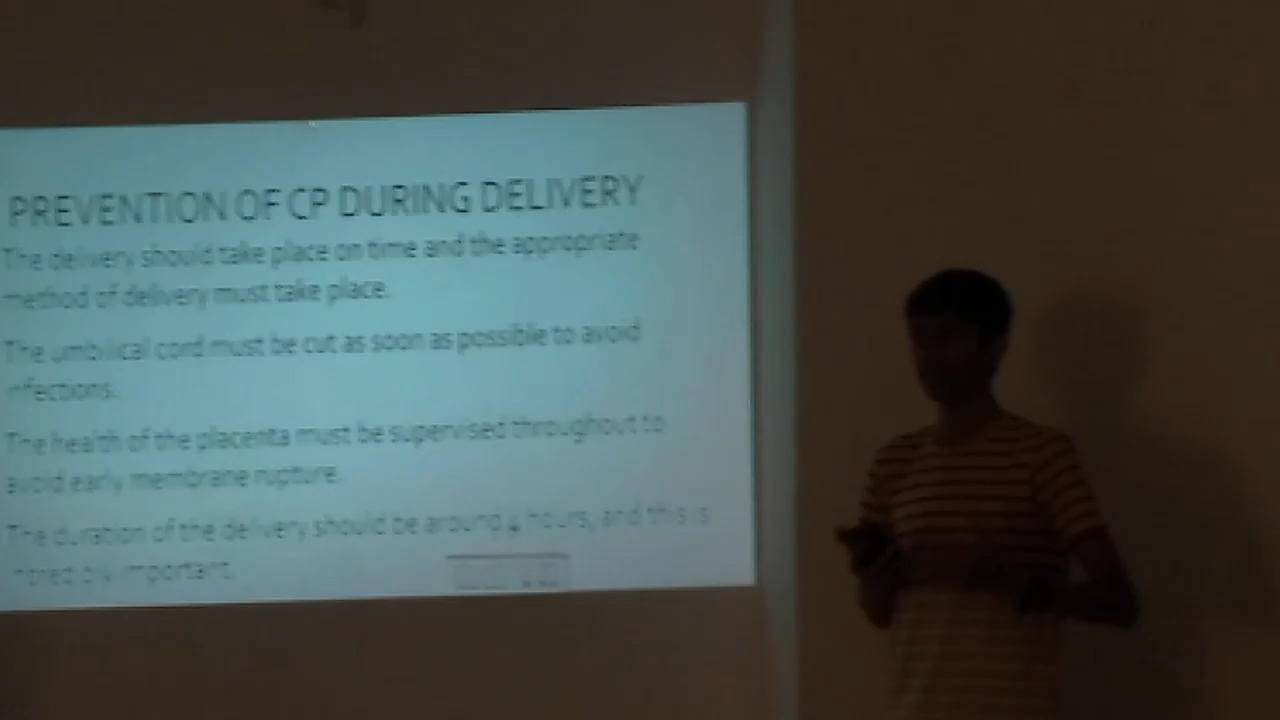 PREVENTION OF CP DURING DELIVERY
The delivery should take place on time and the appropriate
method of delivery must take place.
The umbilical cord must be cut as soon as possible to avoid
infections.
The health of the placenta must be supervised throughout to
avoid early membrane rupture.
The duration of the delivery should be around 4 hours, and this is
important.